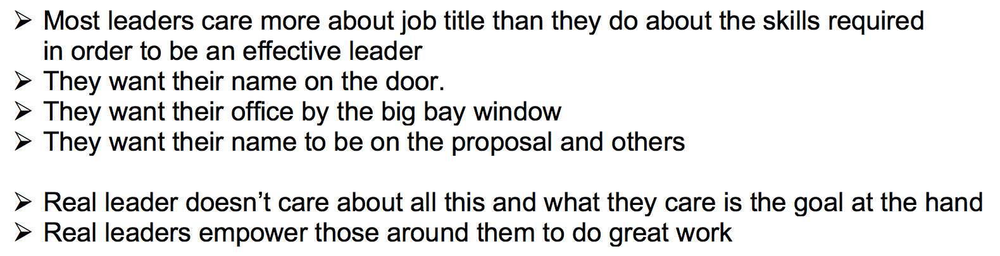 ➢ Most leaders care more about job title than they do about the skills required
in order to be an effective leader
➢ They want their name on the door.
➢ They want their office by the big bay window
➢ They want their name to be on the proposal and others
➢ Real leader doesn’t care about all this and what they care is the goal at the hand
➢ Real leaders empower those around them to do great work